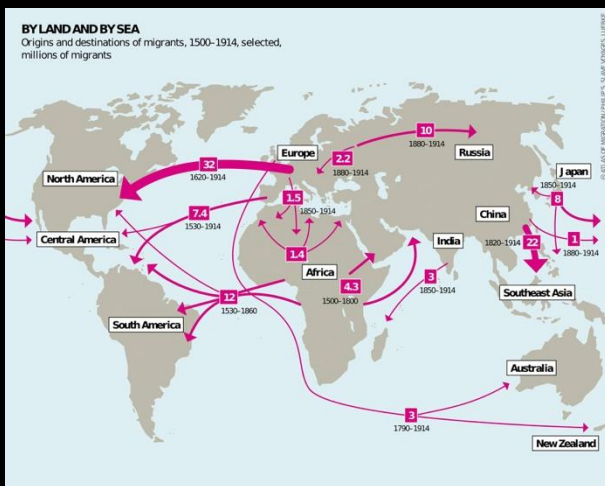 BY LAND AND BY SEA
Origins and destinations of migrants, 1500–1914, selected,
millions of migrants
10
Europe
2.2
1880–1914
Russia
32
1880–1914
North America
1620–1914
Japan
1850–1914
1.5
8
7.4
1850–1914
China
1530–1914
Central America
1820–1914
22
1
1880–1914
India
1.4
Africa
3
4.3
1850–1914
12
1500–1800
Southeast Asia
1530–1860
South America
Australia
3
1790–1914
New Zealand